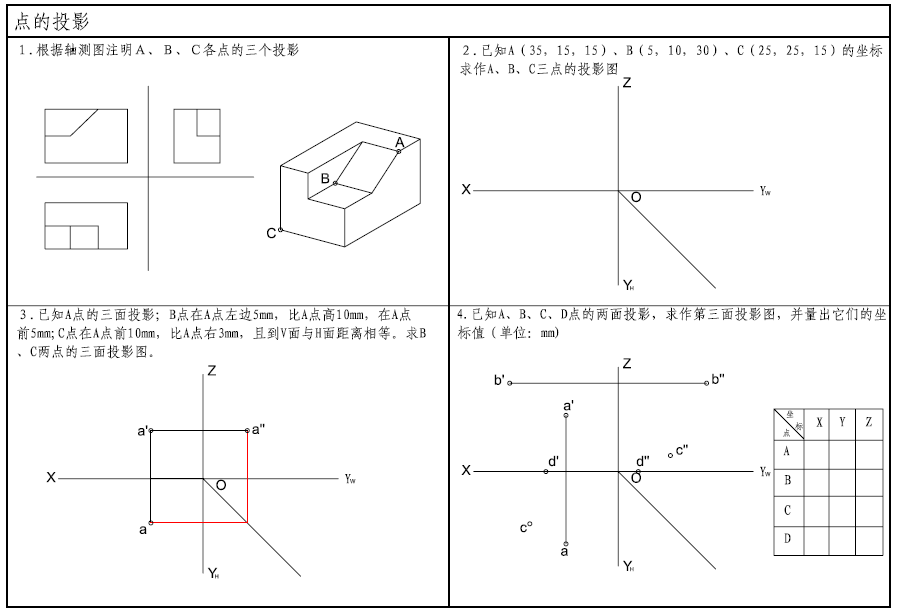 点的投影
1.根据轴测图注明A、B、C各点的三个投影
A
B
C
2.已知A(35,15,15)、B(5,10,30)、C(25,25,15)的坐标
求作A、B、C三点的投影图
Z
X
O
YW
YH
3.已知A点的三面投影;B点在A点左边5mm,比A点高10mm,在A点
前5mm;C点在A点前10mm,比A点右3mm,且到V面与H面距离相等。求B
、C两点的三面投影图。
Z
a'
a"
X
O
YW
a
YH
4.已知A、B、C、D点的两面投影,求作第三面投影图,并量出它们的坐
标值(单位:mm)
Z
b'
b"
a'
c"
X
d'
d"
O
YW
c
a
YH
坐标
点
X Y Z
A
B
C
D